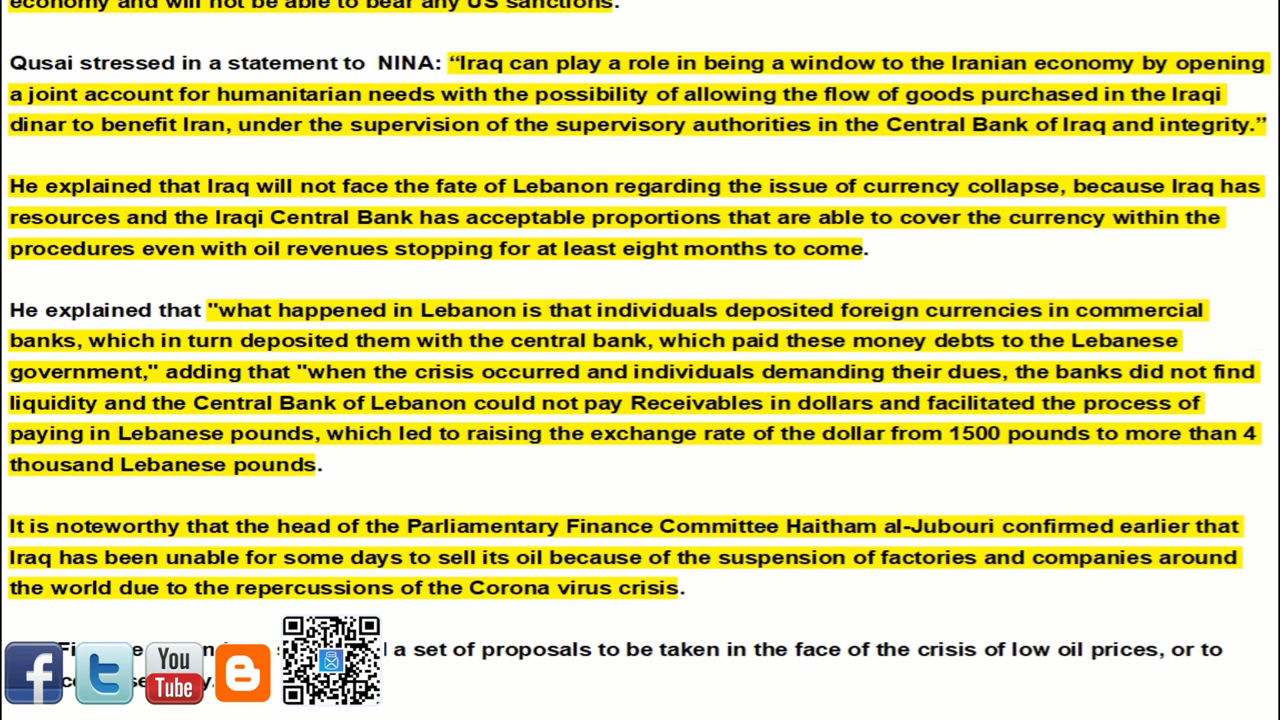 economy and will not be able to bear any US sanctions.
Qusai stressed in a statement to NINA: “Iraq can play a role in being a window to the Iranian economy by opening
a joint account for humanitarian needs with the possibility of allowing the flow of goods purchased in the Iraqi
dinar to benefit Iran, under the supervision of the supervisory authorities in the Central Bank of Iraq and integrity.”
He explained that Iraq will not face the fate of Lebanon regarding the issue of currency collapse, because Iraq has
resources and the Iraqi Central Bank has acceptable proportions that are able to cover the currency within the
procedures even with oil revenues stopping for at least eight months to come.
He explained that "what happened in Lebanon is that individuals deposited foreign currencies in commercial
banks, which in turn deposited them with the central bank, which paid these money debts to the Lebanese
government," adding that "when the crisis occurred and individuals demanding their dues, the banks did not find
liquidity and the Central Bank of Lebanon could not pay Receivables in dollars and facilitated the process of
paying in Lebanese pounds, which led to raising the exchange rate of the dollar from 1500 pounds to more than 4
thousand Lebanese pounds.
It is noteworthy that the head of the Parliamentary Finance Committee Haitham al-Jubouri confirmed earlier that
Iraq has been unable for some days to sell its oil because of the suspension of factories and companies around
the world due to the repercussions of the Corona virus crisis.
a set of proposals to be taken in the face of the crisis of low oil prices, or to
You
Tube